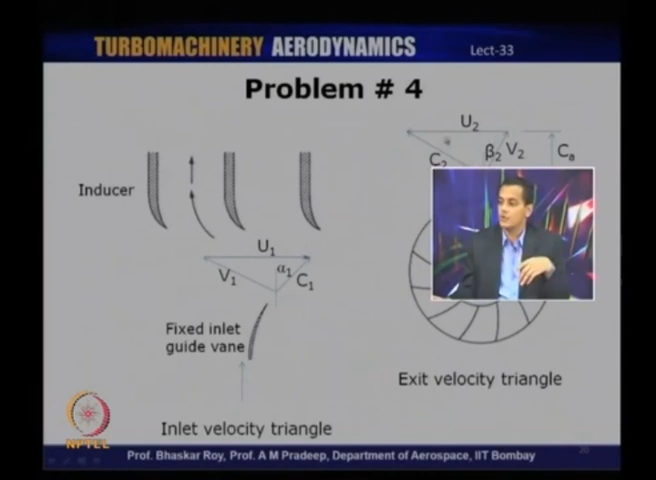 TURBOMACHINERY AERODYNAMICS Lect-33
Problem # 4
U₂
C₂ β₂ V₂ Cₐ
Inducer
U₁
V₁ α₁ C₁
Fixed inlet
guide vane
Exit velocity triangle
Inlet velocity triangle
NPTEL
Prof. Bhaskar Roy, Prof. A M Pradeep, Department of Aerospace, IIT Bombay